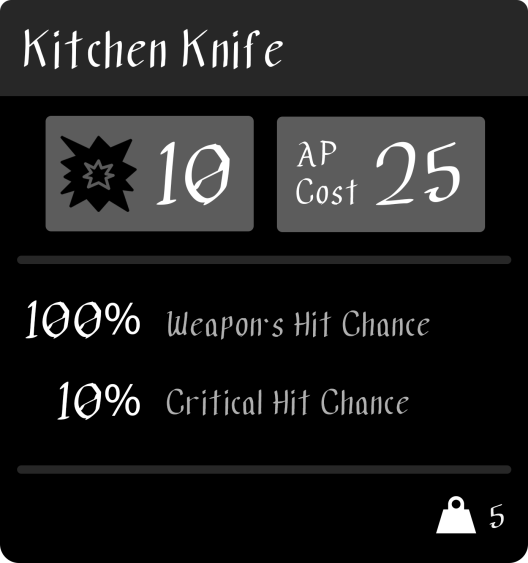 Kitchen Knife
10
AP Cost 25
100% Weapon's Hit Chance
10% Critical Hit Chance
5